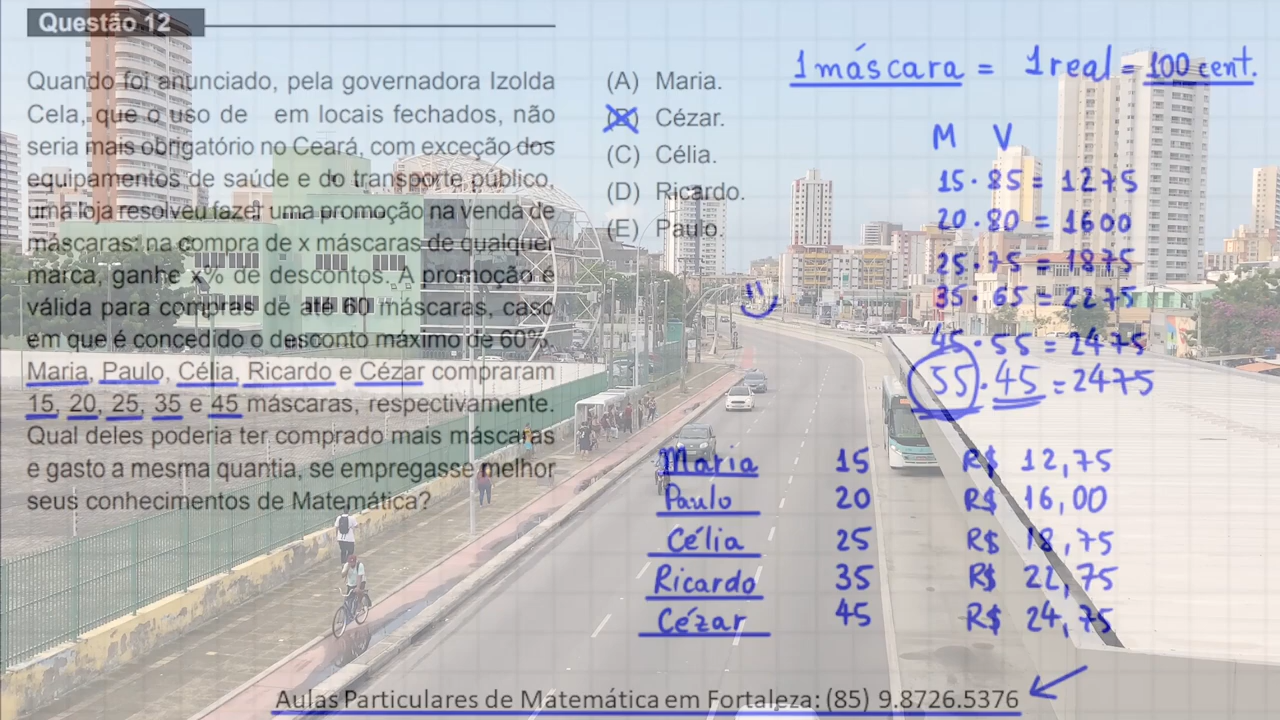 Questão 12
Quando foi anunciado, pela governadora Izolda
Cela, que o uso de em locais fechados, não
seria mais obrigatório no Ceará, com exceção dos
equipamentos de saúde e do transporte público,
uma loja resolveu fazer uma promoção na venda de
máscaras: na compra de x máscaras de qualquer
marca, ganhe x% de descontos. A promoção é
válida para compras de até 60 máscaras, caso
em que é concedido o desconto máximo de 60%.
Maria, Paulo, Célia, Ricardo e Cézar compraram
15, 20, 25, 35 e 45 máscaras, respectivamente.
Qual deles poderia ter comprado mais máscaras
e gasto a mesma quantia, se empregasse melhor
seus conhecimentos de Matemática?
(A) Maria.
(B) Cézar.
(C) Célia.
(D) Ricardo.
(E) Paulo.
1 máscara = 1 real = 100 cent.
M V
15 · 85 = 1275
20 · 80 = 1600
25 · 75 = 1875
35 · 65 = 2275
45 · 55 = 2475
55 · 45 = 2475
Maria 15 R$ 12,75
Paulo 20 R$ 16,00
Célia 25 R$ 18,75
Ricardo 35 R$ 22,75
Cézar 45 R$ 24,75
Aulas Particulares de Matemática em Fortaleza: (85) 9.8726.5376